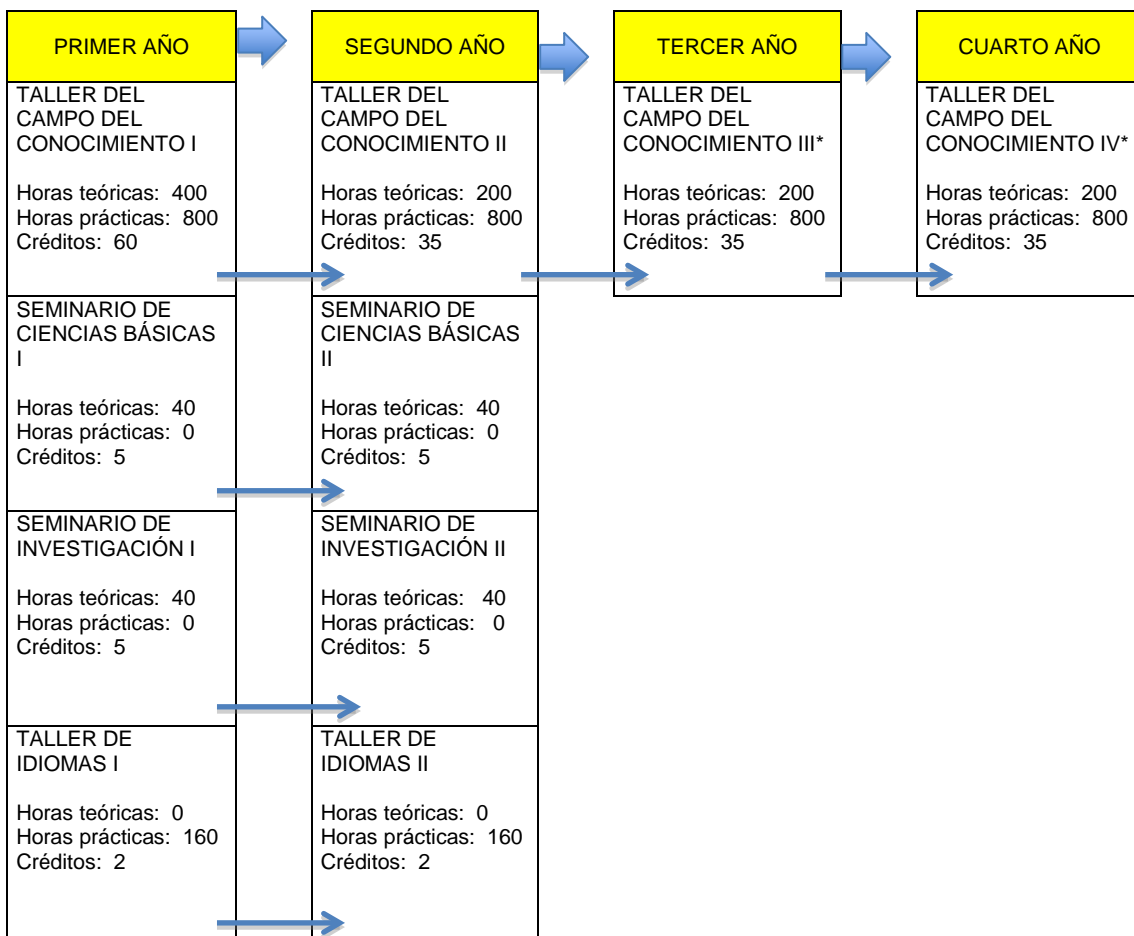 PRIMER AÑO
SEGUNDO AÑO
TERCER AÑO
CUARTO AÑO
TALLER DEL
CAMPO DEL
CONOCIMIENTO I
Horas teóricas: 400
Horas prácticas: 800
Créditos: 60
TALLER DEL
CAMPO DEL
CONOCIMIENTO II
Horas teóricas: 200
Horas prácticas: 800
Créditos: 35
TALLER DEL
CAMPO DEL
CONOCIMIENTO III*
Horas teóricas: 200
Horas prácticas: 800
Créditos: 35
TALLER DEL
CAMPO DEL
CONOCIMIENTO IV*
Horas teóricas: 200
Horas prácticas: 800
Créditos: 35
SEMINARIO DE
CIENCIAS BÁSICAS
I
Horas teóricas: 40
Horas prácticas: 0
Créditos: 5
SEMINARIO DE
CIENCIAS BÁSICAS
II
Horas teóricas: 40
Horas prácticas: 0
Créditos: 5
SEMINARIO DE
INVESTIGACIÓN I
Horas teóricas: 40
Horas prácticas: 0
Créditos: 5
SEMINARIO DE
INVESTIGACIÓN II
Horas teóricas: 40
Horas prácticas: 0
Créditos: 5
TALLER DE
IDIOMAS I
Horas teóricas: 0
Horas prácticas: 160
Créditos: 2
TALLER DE
IDIOMAS II
Horas teóricas: 0
Horas prácticas: 160
Créditos: 2